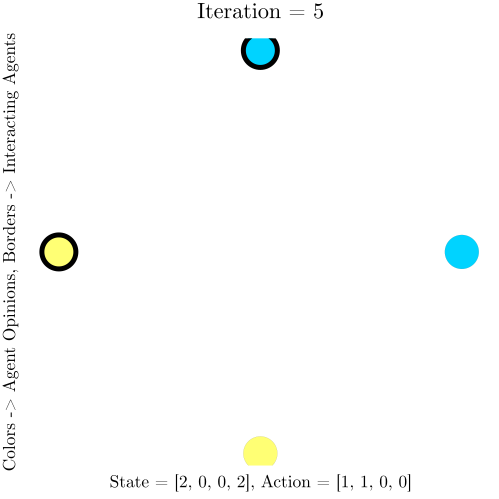 Iteration = 5
Colors -> Agent Opinions, Borders -> Interacting Agents
State = [2, 0, 0, 2], Action = [1, 1, 0, 0]